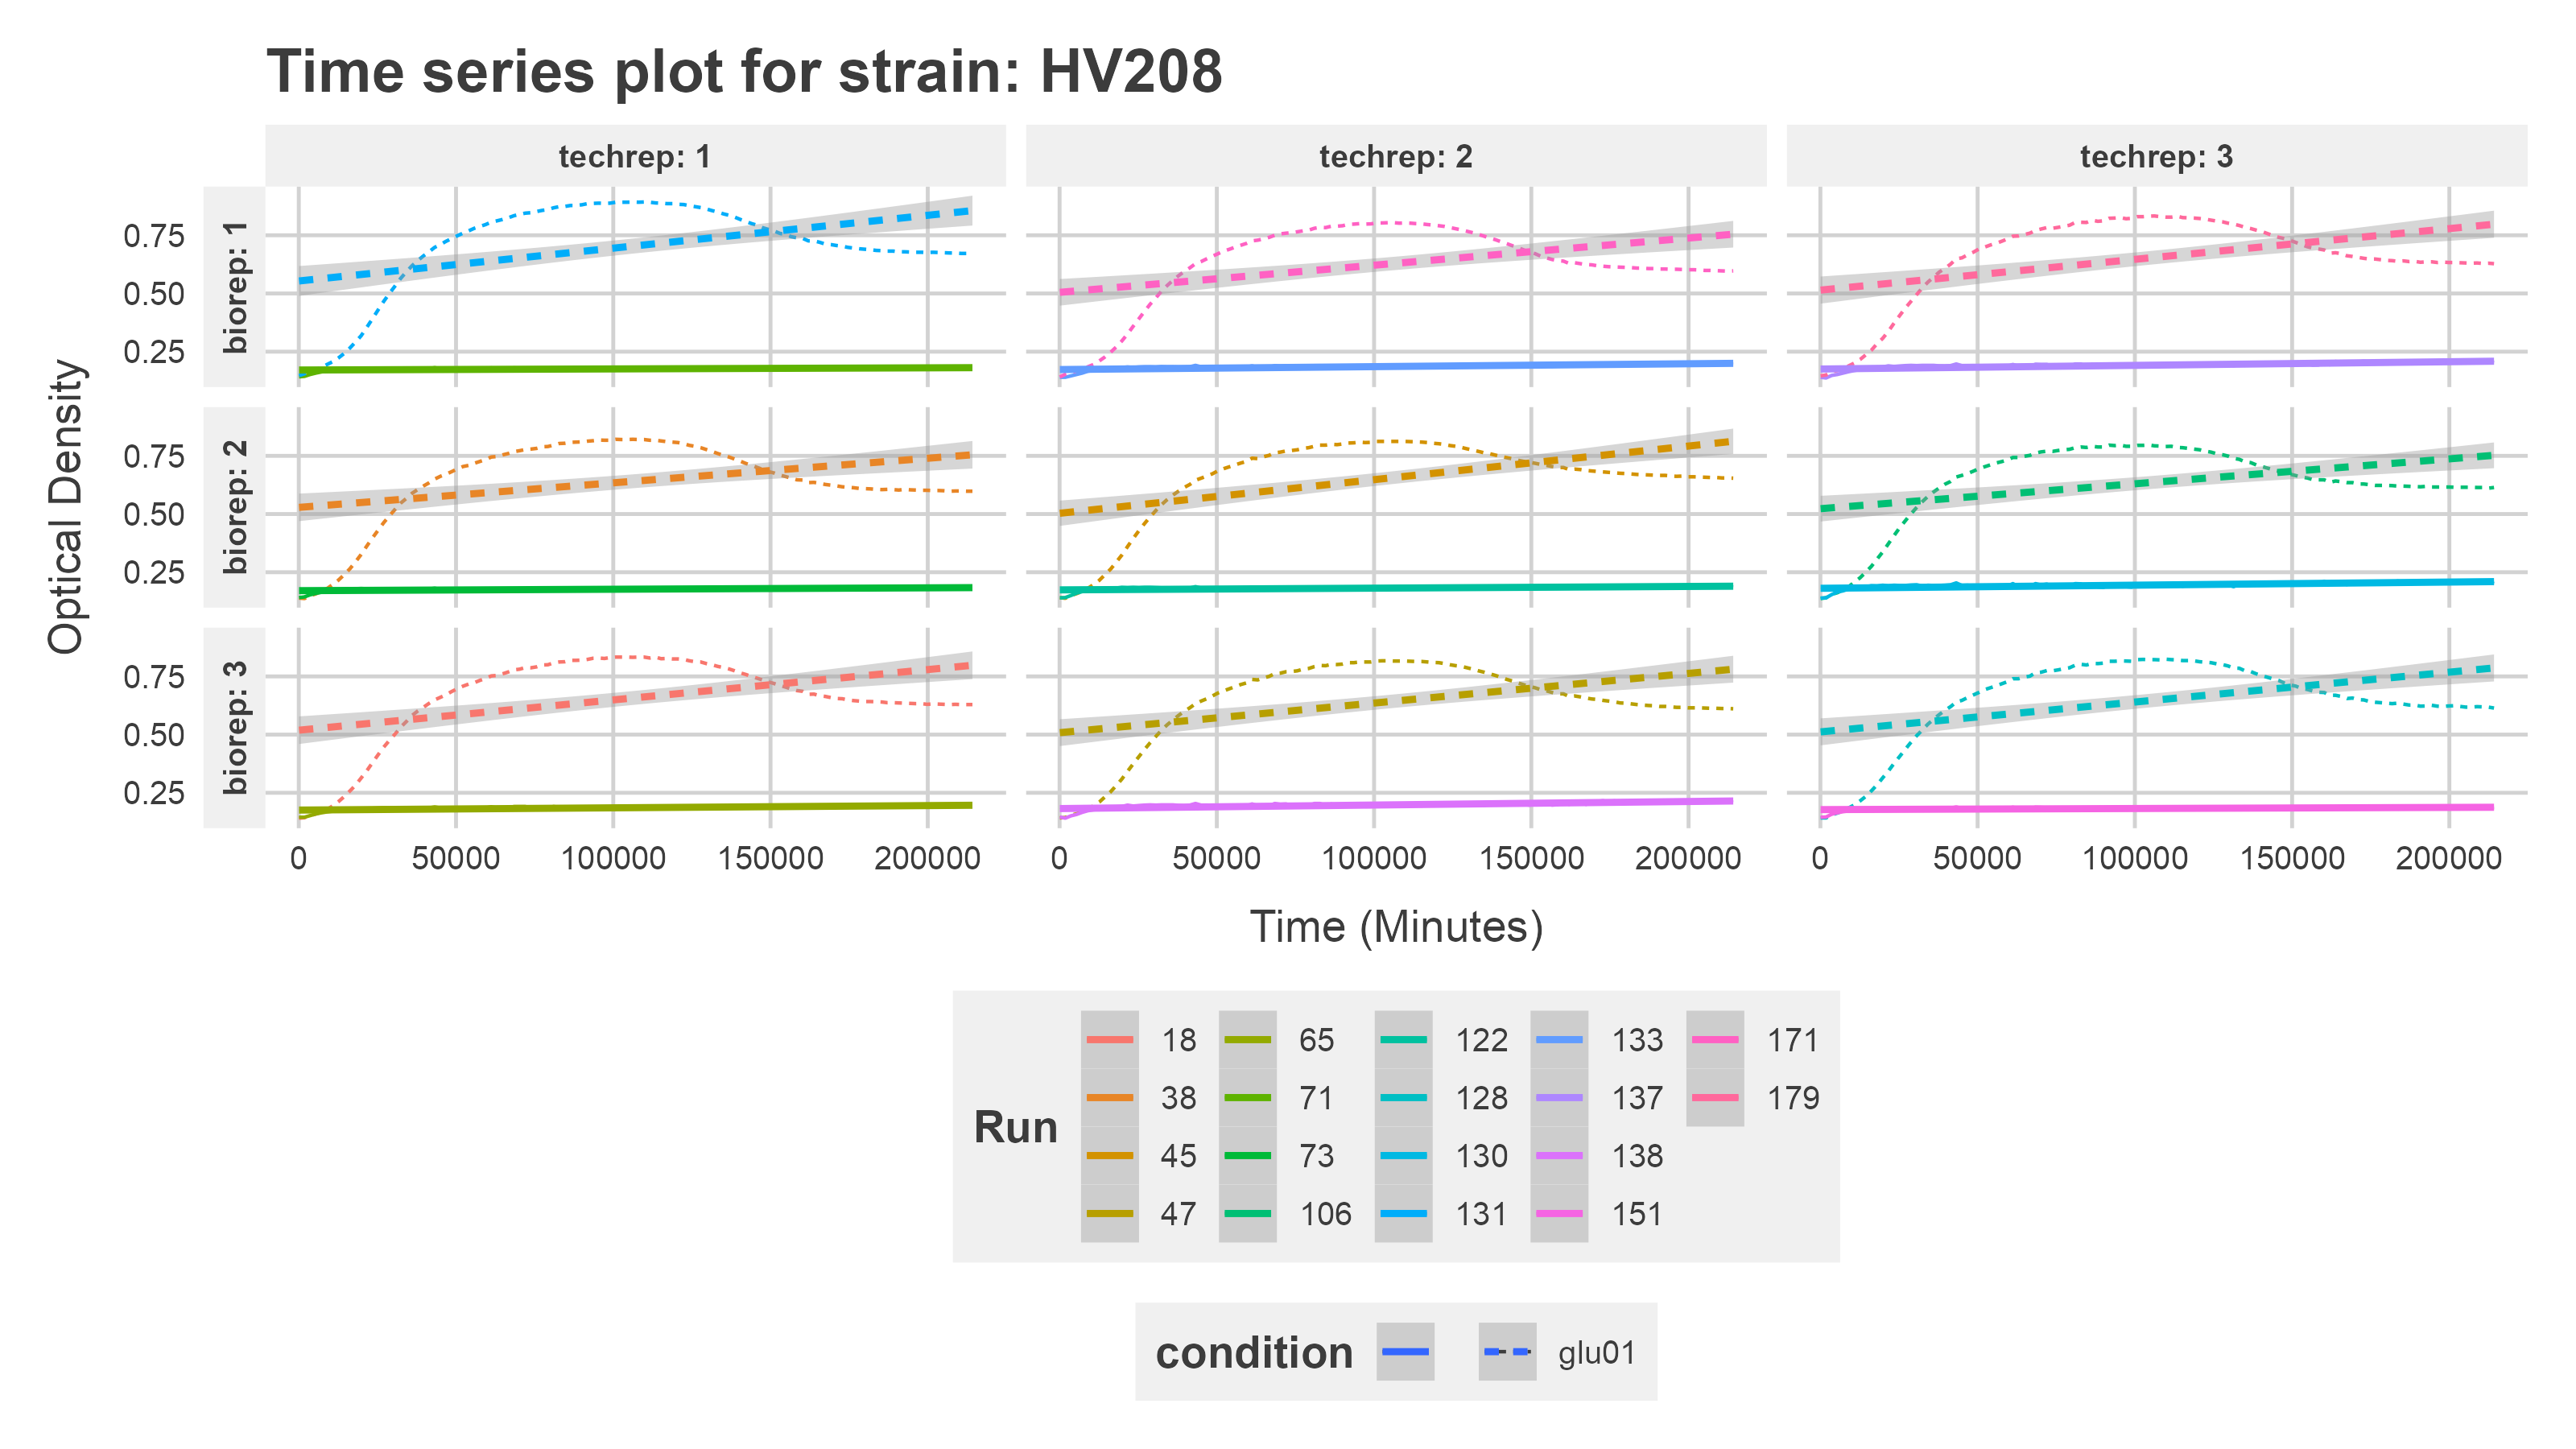 Time series plot for strain: HV208
techrep: 1
techrep: 2
techrep: 3
biorep: 1
0.75
0.50
0.25
biorep: 2
0.75
0.50
0.25
biorep: 3
0.75
0.50
0.25
Optical Density
0 50000 100000 150000 200000
0 50000 100000 150000 200000
0 50000 100000 150000 200000
Time (Minutes)
Run
18 65 122 133 171
38 71 128 137 179
45 73 130 138
47 106 131 151
condition glu01